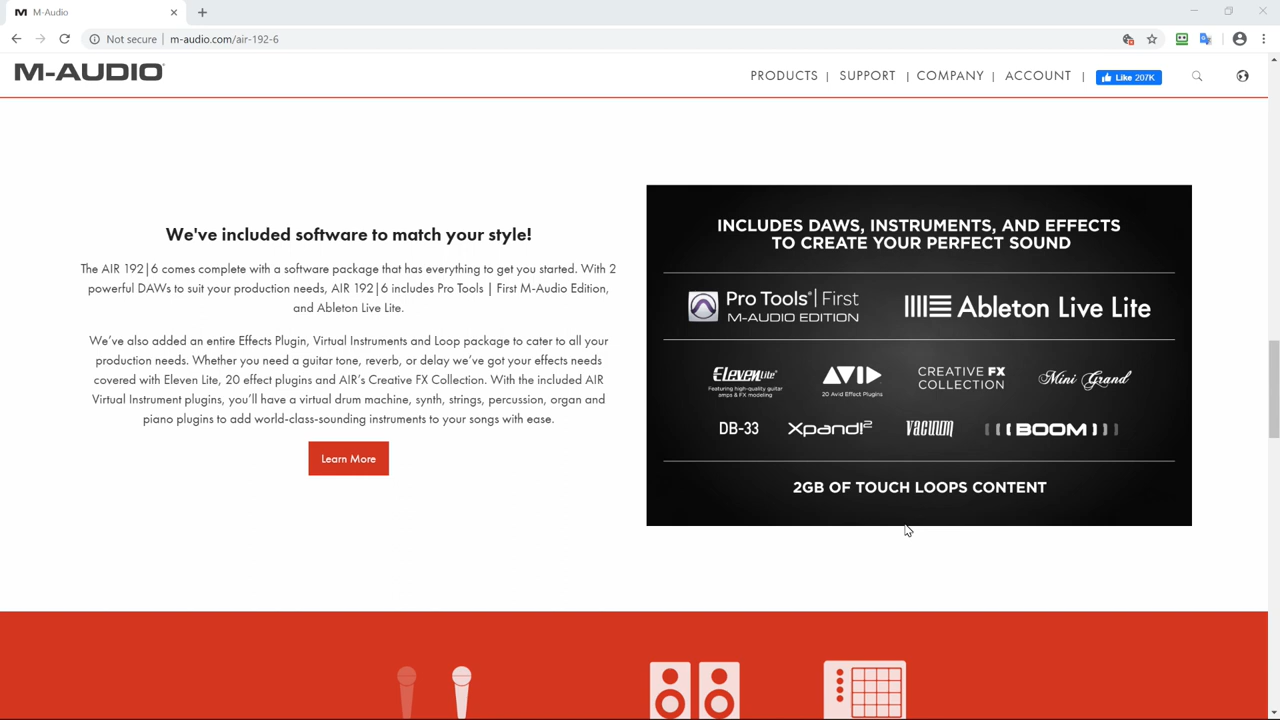 M-Audio
Not secure
m-audio.com/air-192-6
M-AUDIO
PRODUCTS |
SUPPORT |
COMPANY |
ACCOUNT |
Like 207K
We've included software to match your style!
The AIR 192|6 comes complete with a software package that has everything to get you started. With 2
powerful DAWs to suit your production needs, AIR 192|6 includes Pro Tools | First M-Audio Edition,
and Ableton Live Lite.
We’ve also added an entire Effects Plugin, Virtual Instruments and Loop package to cater to all your
production needs. Whether you need a guitar tone, reverb, or delay we’ve got your effects needs
covered with Eleven Lite, 20 effect plugins and AIR’s Creative FX Collection. With the included AIR
Virtual Instrument plugins, you’ll have a virtual drum machine, synth, strings, percussion, organ and
piano plugins to add world-class-sounding instruments to your songs with ease.
Learn More
INCLUDES DAWS, INSTRUMENTS, AND EFFECTS
TO CREATE YOUR PERFECT SOUND
Pro Tools | First
M-AUDIO EDITION
Ableton Live Lite
Eleven Lite
Featuring high-quality guitar
amps & FX modeling
AVID
20 Avid Effect Plugins
CREATIVE FX
COLLECTION
Mini Grand
DB-33
Xpand!2
VACUUM
BOOM
2GB OF TOUCH LOOPS CONTENT